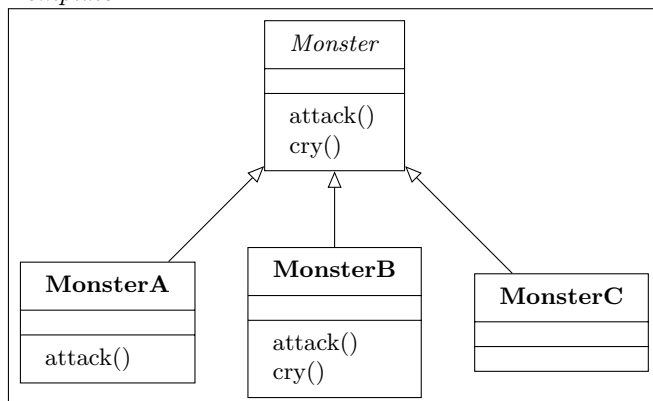 Monster
attack()
cry()
MonsterA
attack()
MonsterB
attack()
cry()
MonsterC